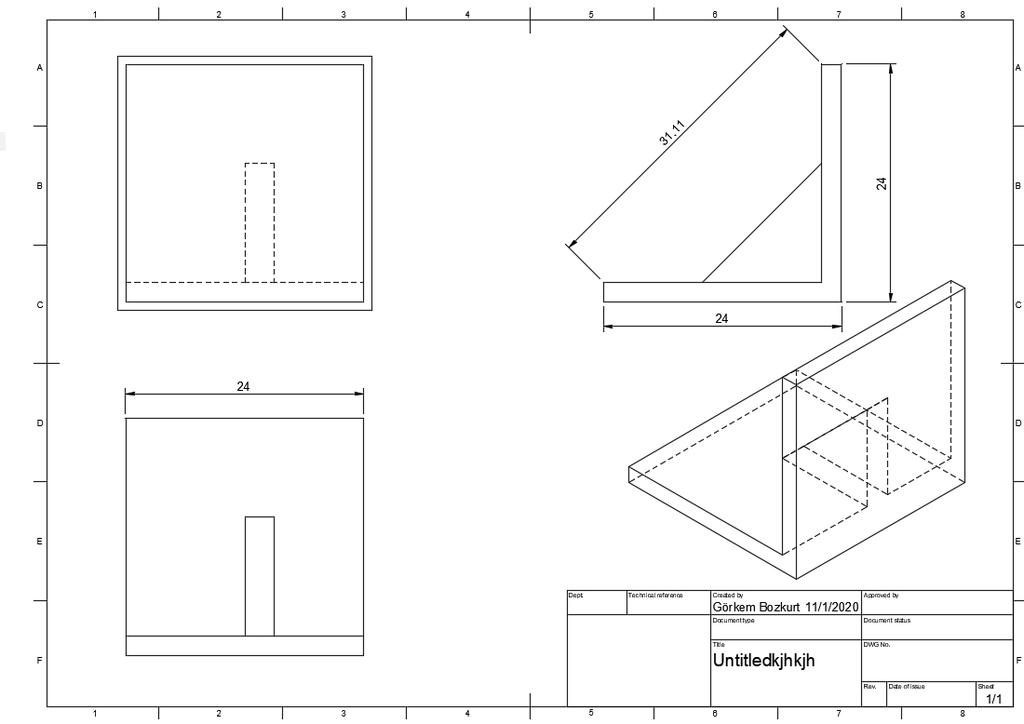 1 2 3 4 5 6 7 8
A A
31.11
24
B B
C C
24
24
D D
E E
Dept. Technical reference Created by Approved by
Görkem Bozkurt 11/1/2020
Document type Document status
Title DWG No.
Untitledkjhkjh
F F
Rev. Date of issue Sheet
1/1
1 2 3 4 5 6 7 8